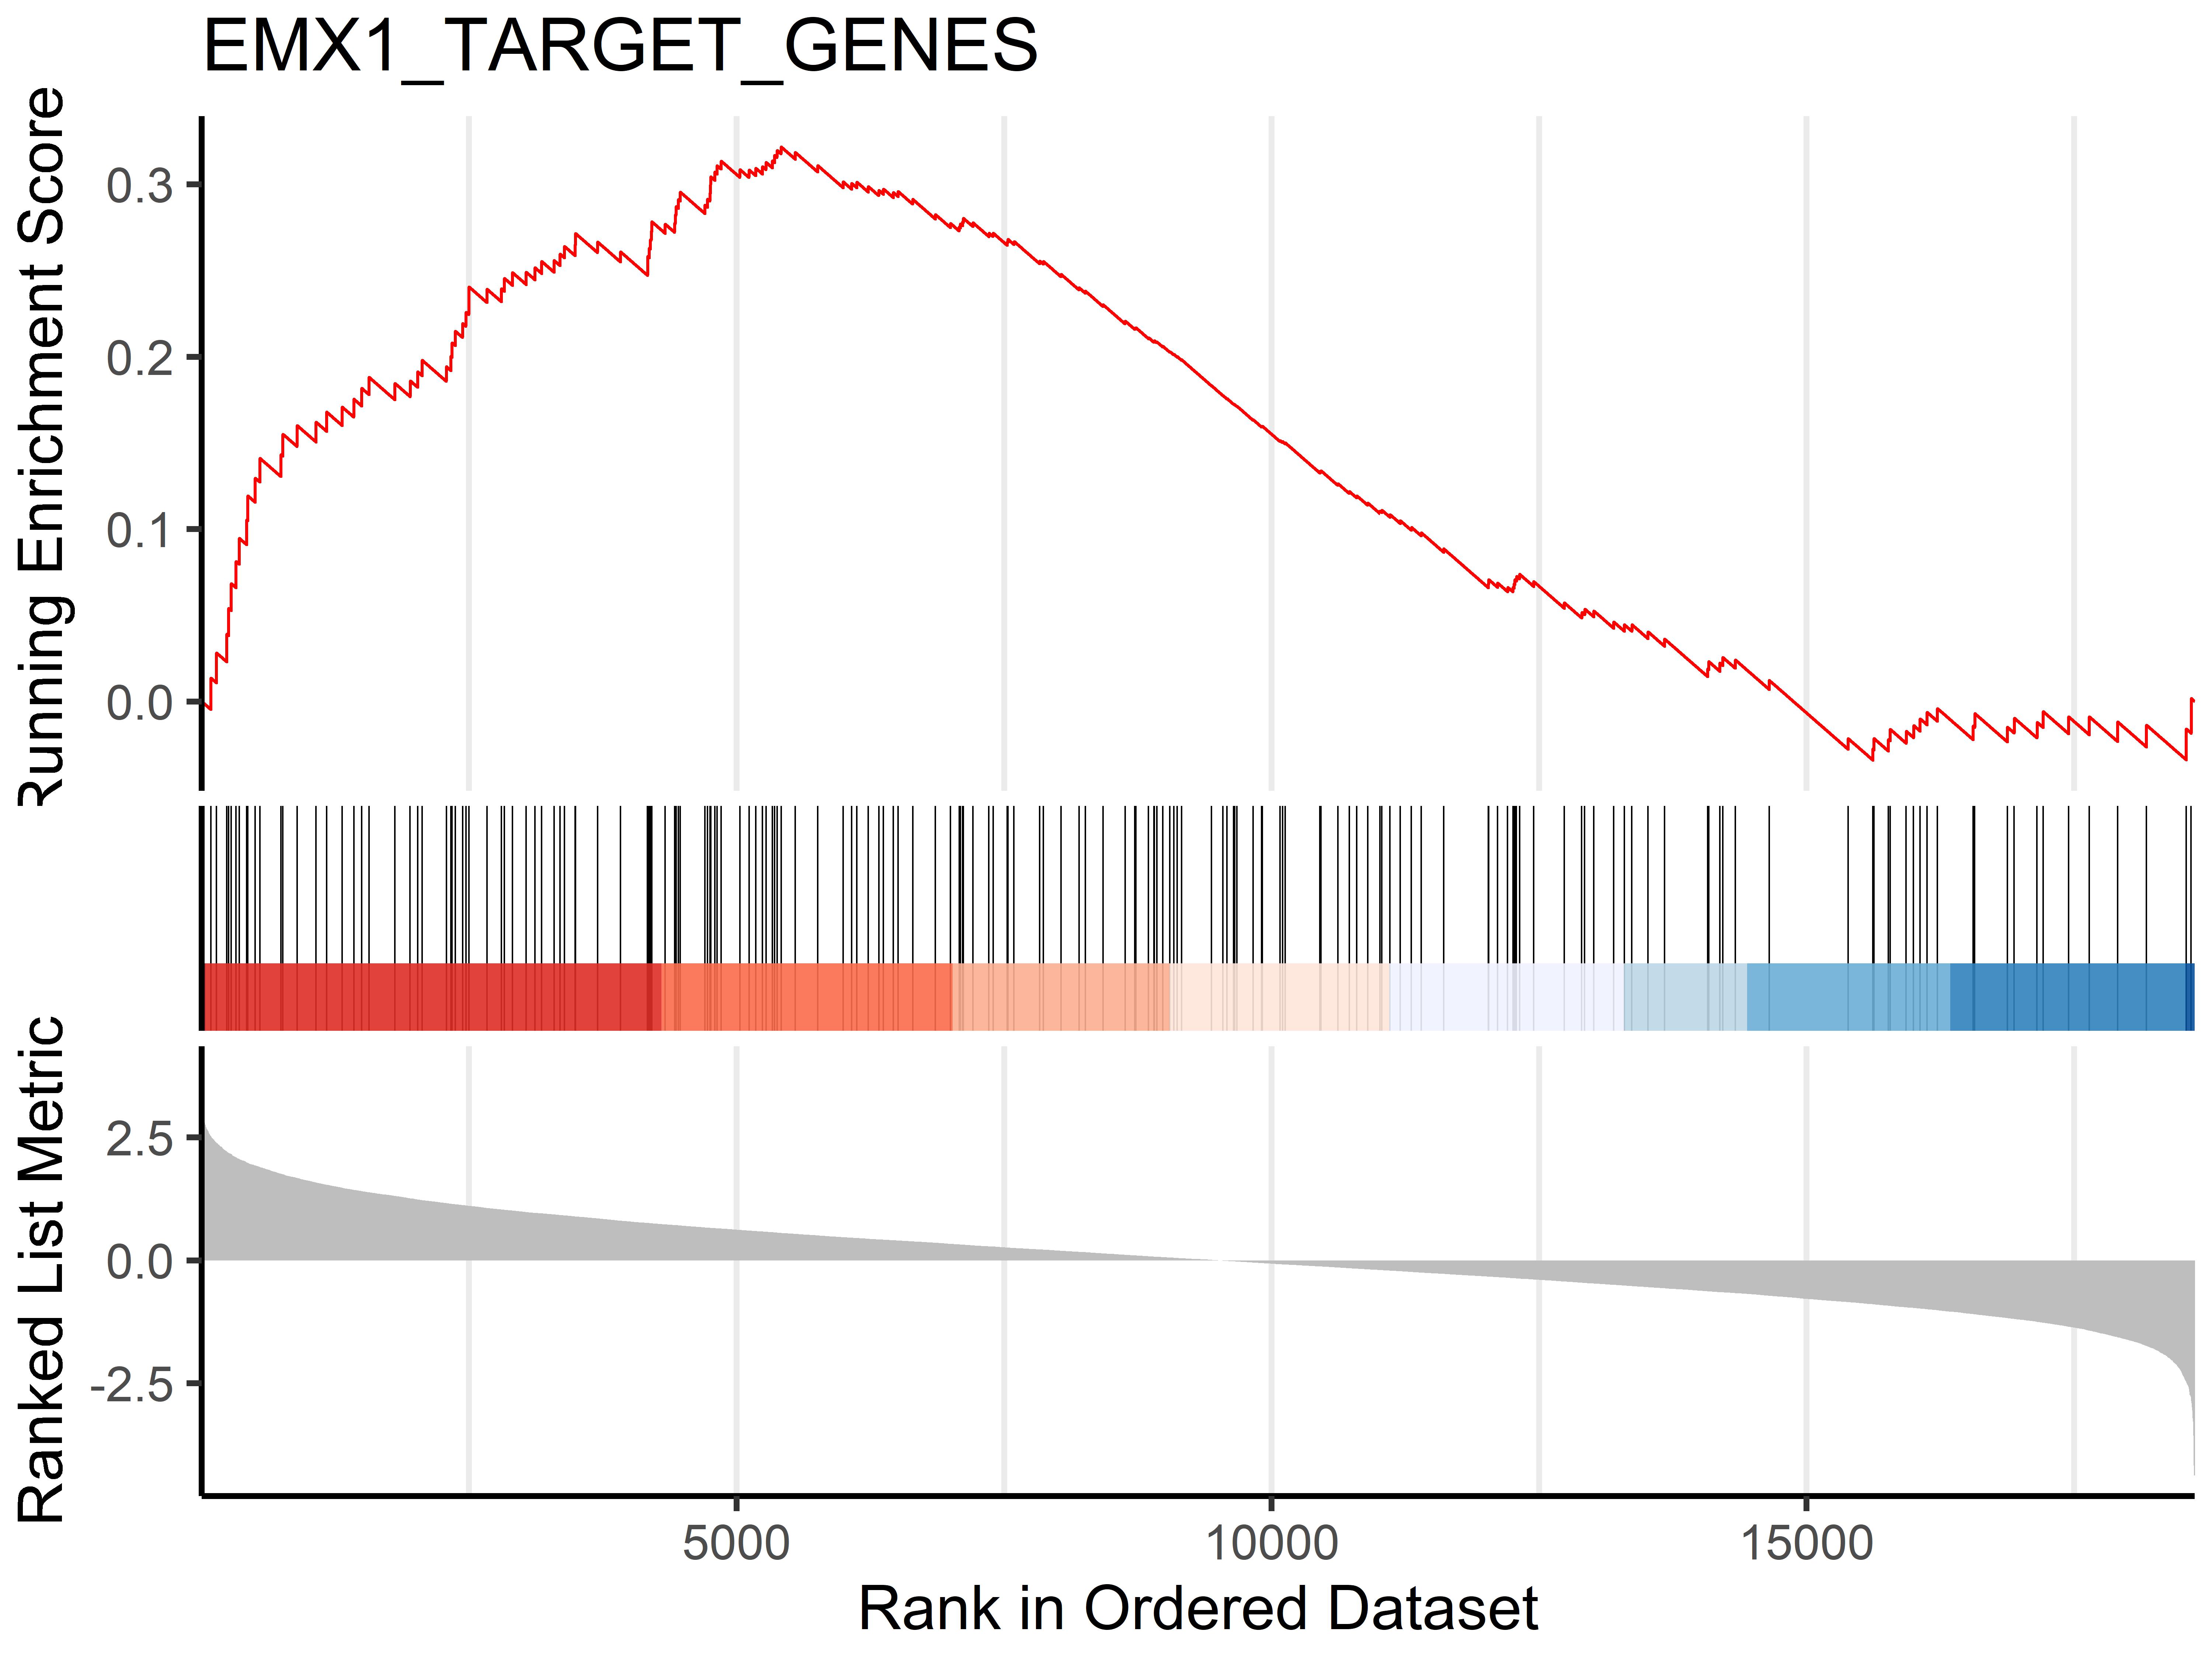 EMX1_TARGET_GENES
Running Enrichment Score
0.3
0.2
0.1
0.0
Ranked List Metric
2.5
0.0
-2.5
5000 10000 15000
Rank in Ordered Dataset